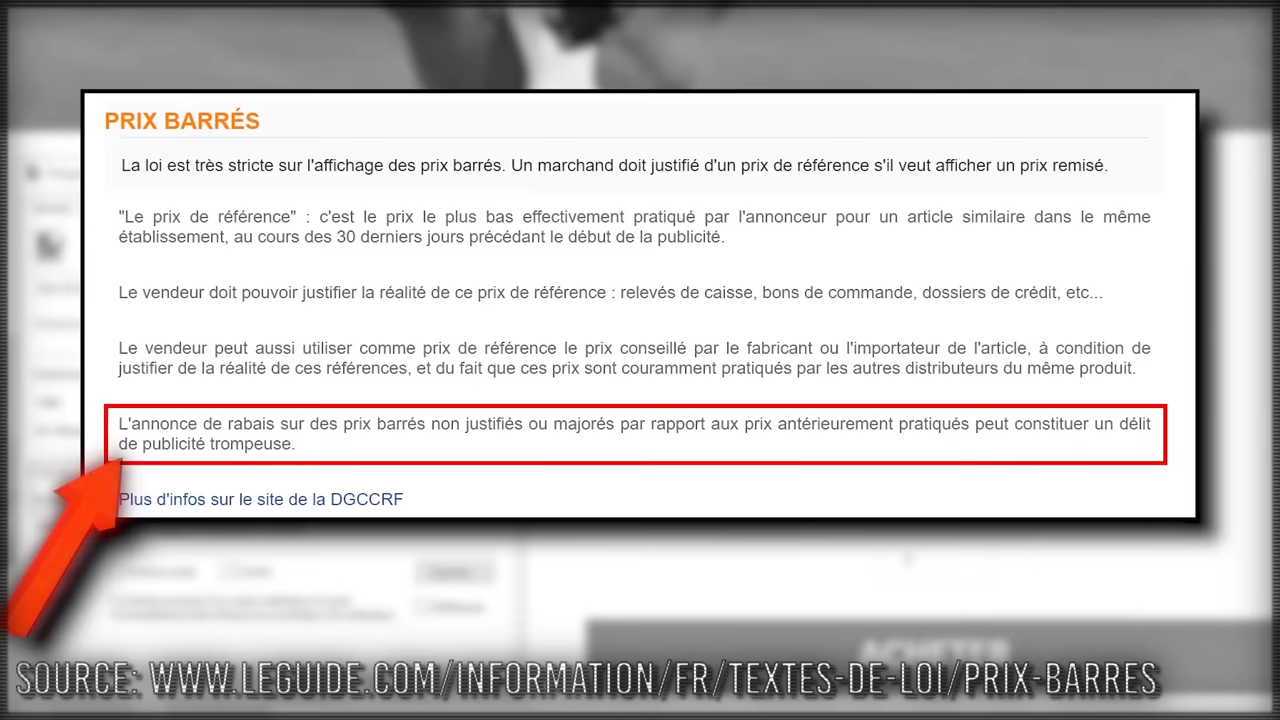 PRIX BARRÉS
La loi est très stricte sur l'affichage des prix barrés. Un marchand doit justifié d'un prix de référence s'il veut afficher un prix remisé.
"Le prix de référence" : c'est le prix le plus bas effectivement pratiqué par l'annonceur pour un article similaire dans le même
établissement, au cours des 30 derniers jours précédant le début de la publicité.
Le vendeur doit pouvoir justifier la réalité de ce prix de référence : relevés de caisse, bons de commande, dossiers de crédit, etc...
Le vendeur peut aussi utiliser comme prix de référence le prix conseillé par le fabricant ou l'importateur de l'article, à condition de
justifier de la réalité de ces références, et du fait que ces prix sont couramment pratiqués par les autres distributeurs du même produit.
L'annonce de rabais sur des prix barrés non justifiés ou majorés par rapport aux prix antérieurement pratiqués peut constituer un délit
de publicité trompeuse.
Plus d'infos sur le site de la DGCCRF
ACHETER
SOURCE: WWW.LEGUIDE.COM/INFORMATION/FR/TEXTES-DE-LOI/PRIX-BARRES